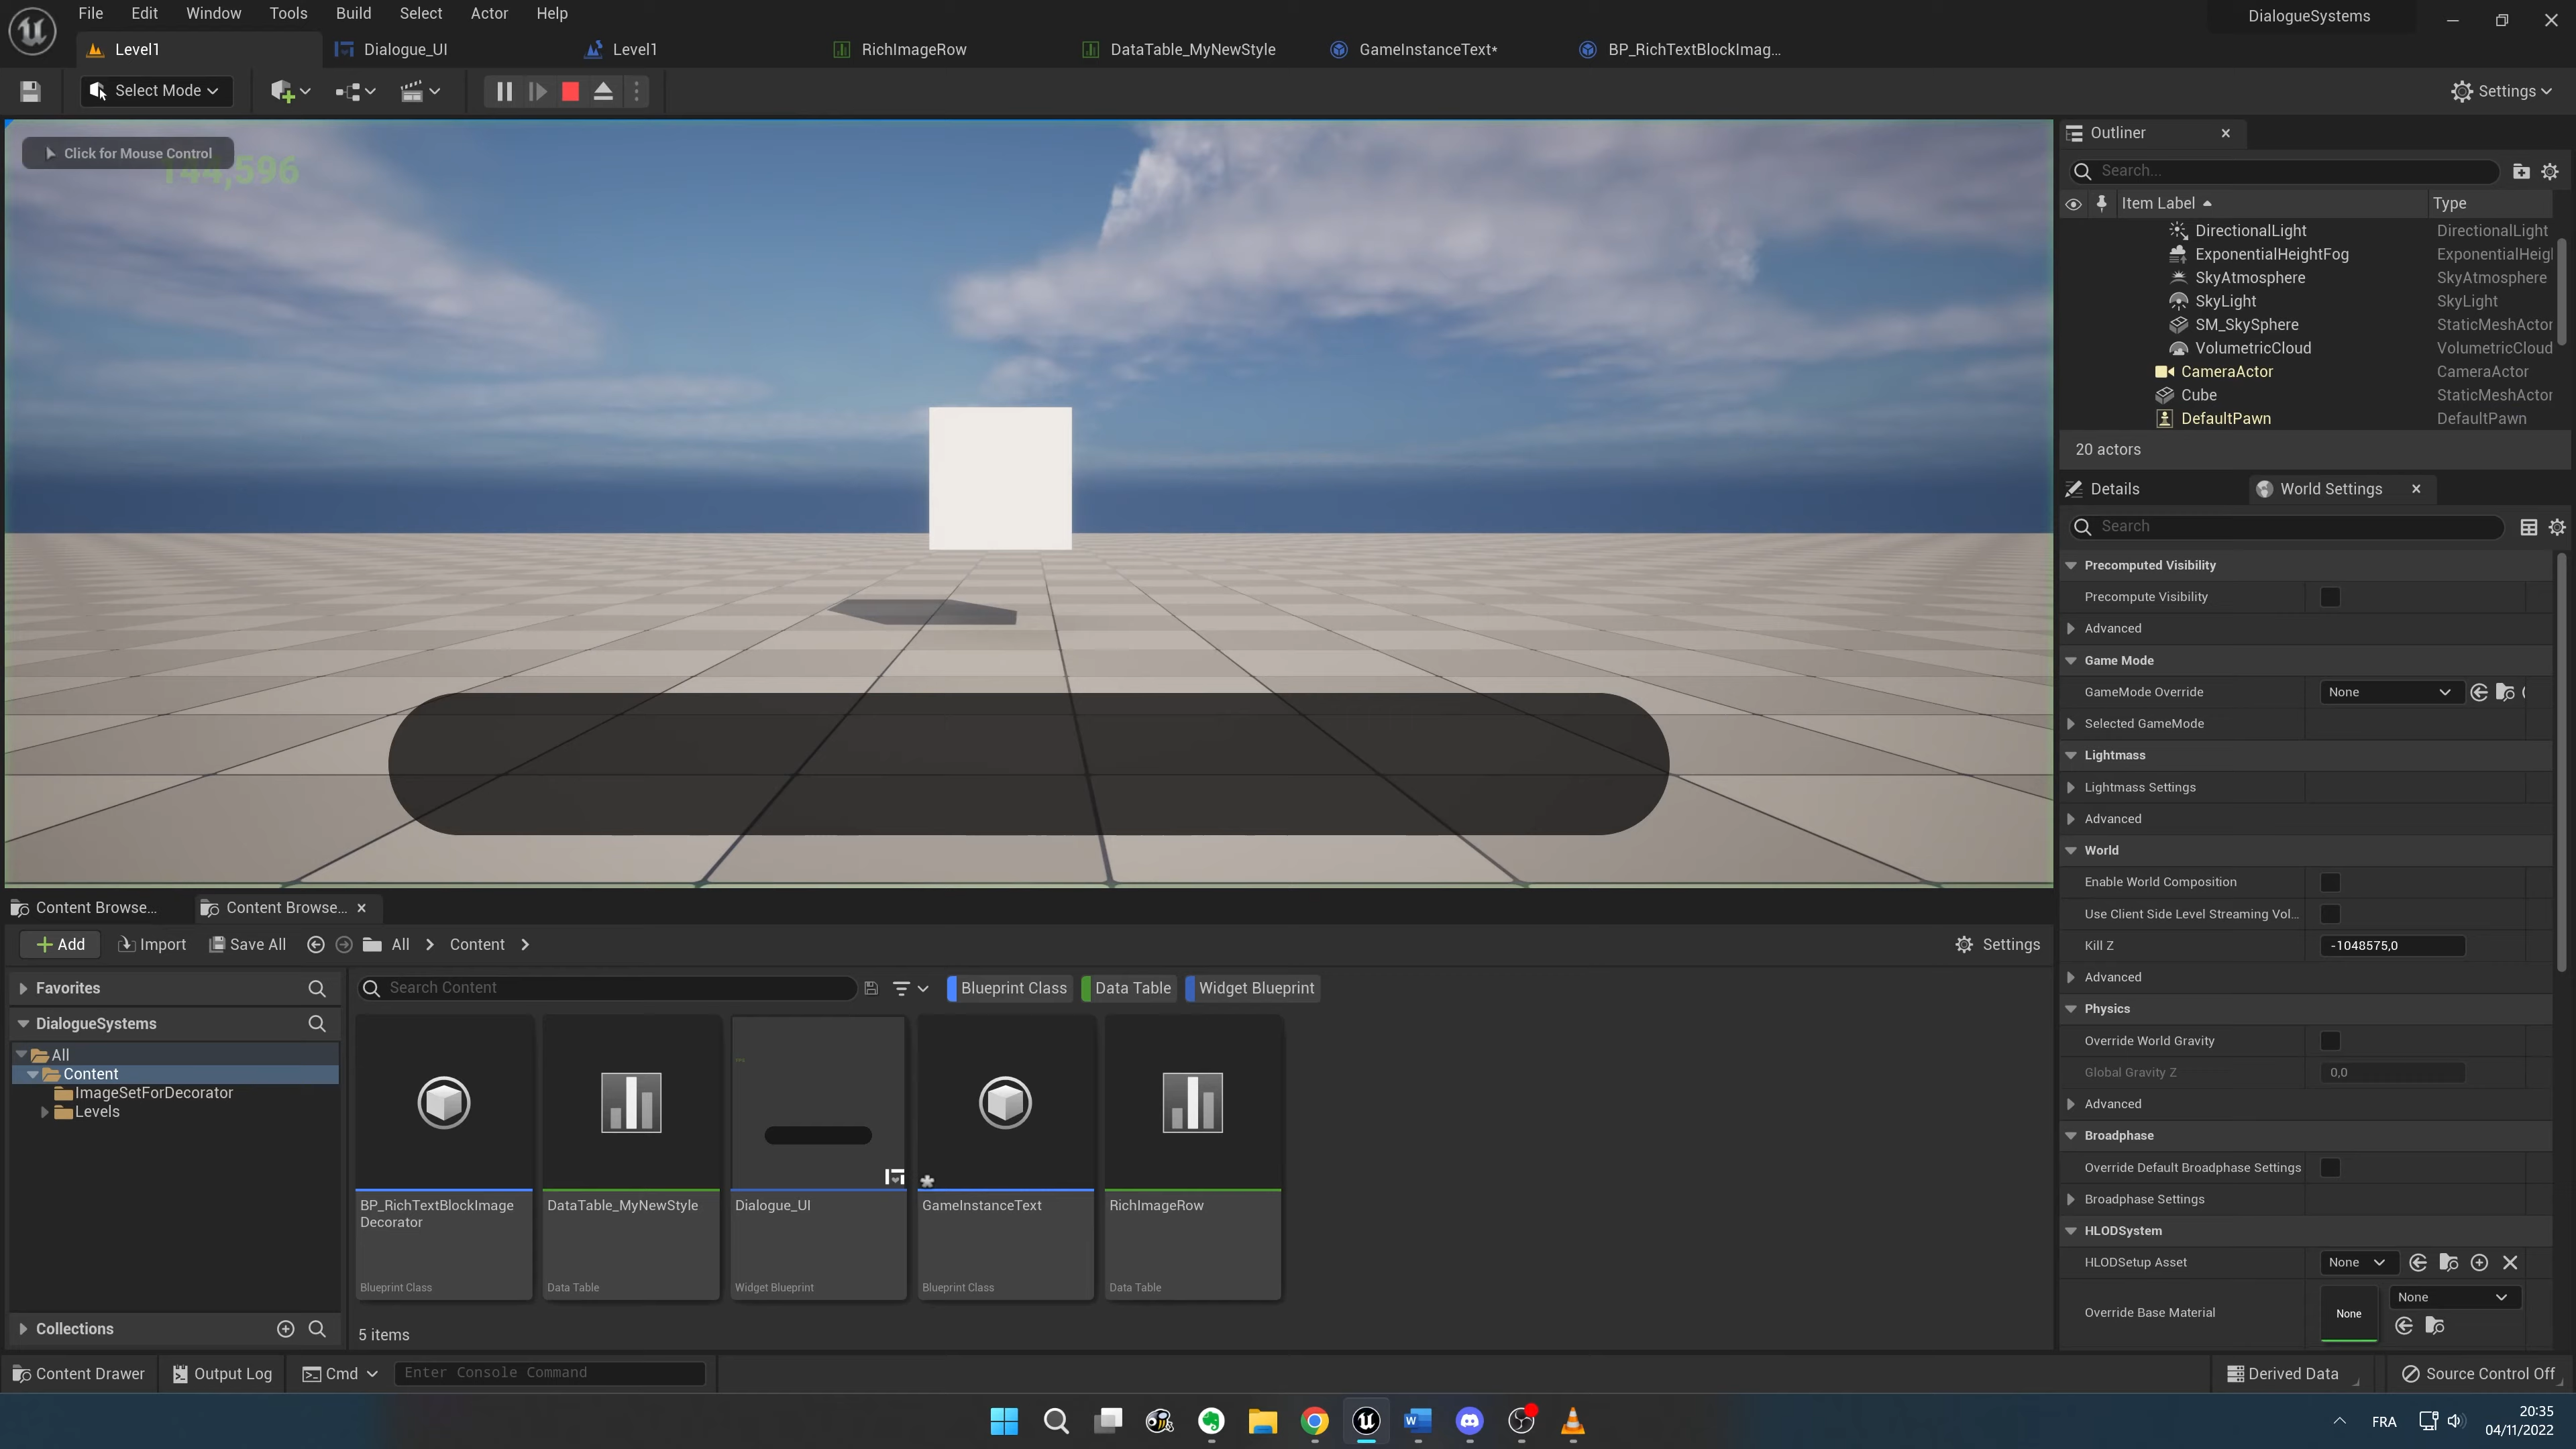 File Edit Window Tools Build Select Actor Help
DialogueSystems
Level1
Dialogue_UI
Level1
RichImageRow
DataTable_MyNewStyle
GameInstanceText*
BP_RichTextBlockImag...
Select Mode
Settings
Click for Mouse Control
144,596
Outliner
Search...
Item Label
Type
DirectionalLight DirectionalLight
ExponentialHeightFog ExponentialHeigl
SkyAtmosphere SkyAtmosphere
SkyLight SkyLight
SM_SkySphere StaticMeshActor
VolumetricCloud VolumetricCloud
CameraActor CameraActor
Cube StaticMeshActor
DefaultPawn DefaultPawn
20 actors
Details
World Settings
Search
Precomputed Visibility
Precompute Visibility
Advanced
Game Mode
GameMode Override None
Selected GameMode
Lightmass
Lightmass Settings
Advanced
World
Enable World Composition
Use Client Side Level Streaming Vol...
Kill Z -1048575,0
Advanced
Physics
Override World Gravity
Global Gravity Z 0,0
Advanced
Broadphase
Override Default Broadphase Settings
Broadphase Settings
HLODSystem
HLODSetup Asset None
Override Base Material None None
Content Browse...
Content Browse...
Add Import Save All All Content
Settings
Favorites
DialogueSystems
All
Content
ImageSetForDecorator
Levels
Collections
Search Content
Blueprint Class
Data Table
Widget Blueprint
BP_RichTextBlockImage
Decorator
Blueprint Class
DataTable_MyNewStyle
Data Table
Dialogue_UI
Widget Blueprint
GameInstanceText
Blueprint Class
RichImageRow
Data Table
5 items
Content Drawer
Output Log
Cmd
Enter Console Command
Derived Data
Source Control Off
FRA
20:35
04/11/2022